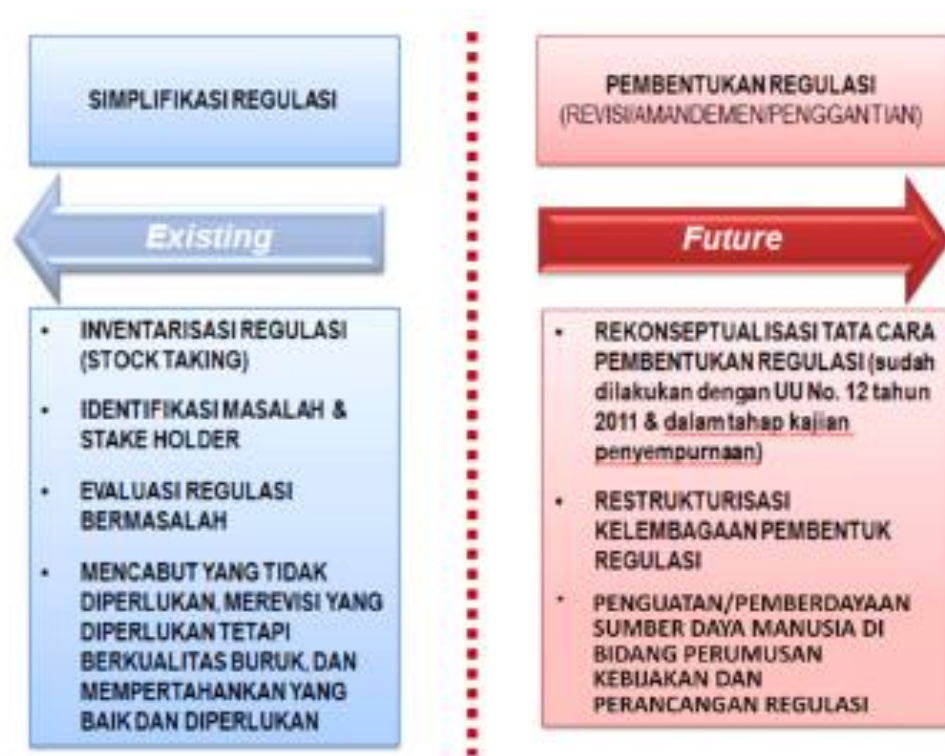 SIMPLIFIKASI REGULASI
Existing
• INVENTARISASI REGULASI
(STOCK TAKING)
• IDENTIFIKASI MASALAH &
STAKE HOLDER
• EVALUASI REGULASI
BERMASALAH
• MENCABUT YANG TIDAK
DIPERLUKAN, MEREVISI YANG
DIPERLUKAN TETAPI
BERKUALITAS BURUK, DAN
MEMPERTAHANKAN YANG
BAIK DAN DIPERLUKAN
PEMBENTUKAN REGULASI
(REVISI/AMANDEMEN/PENGGANTIAN)
Future
• REKONSEPTUALISASI TATA CARA
PEMBENTUKAN REGULASI (sudah
dilakukan dengan UU No. 12 tahun
2011 & dalam tahap kajian
penyempurnaan)
• RESTRUKTURISASI
KELEMBAGAAN PEMBENTUK
REGULASI
• PENGUATAN/PEMBERDAYAAN
SUMBER DAYA MANUSIA DI
BIDANG PERUMUSAN
KEBIJAKAN DAN
PERANCANGAN REGULASI